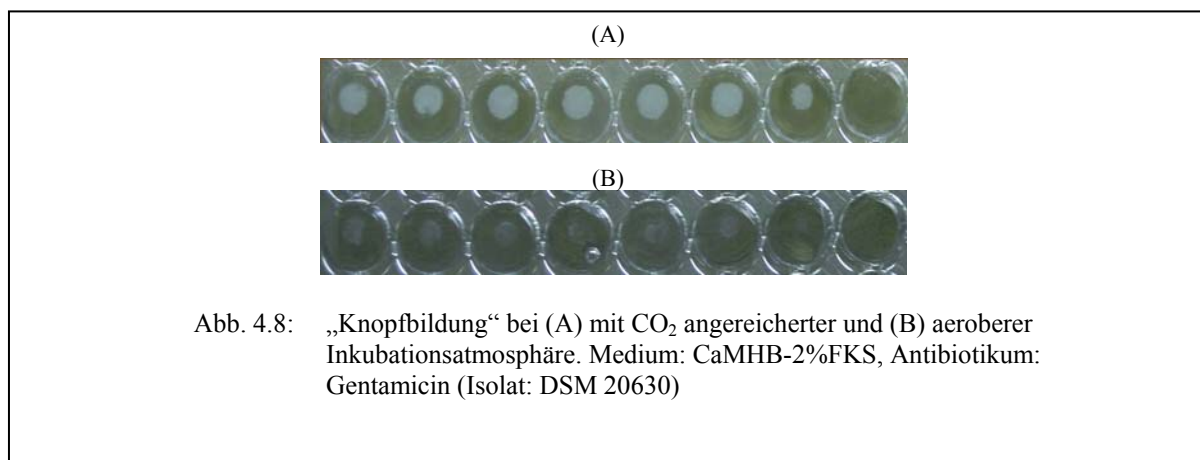 (A)
(B)
Abb. 4.8: „Knopfbildung“ bei (A) mit CO₂ angereicherter und (B) aerober
Inkubationsatmosphäre. Medium: CaMHB-2%FKS, Antibiotikum:
Gentamicin (Isolat: DSM 20630)